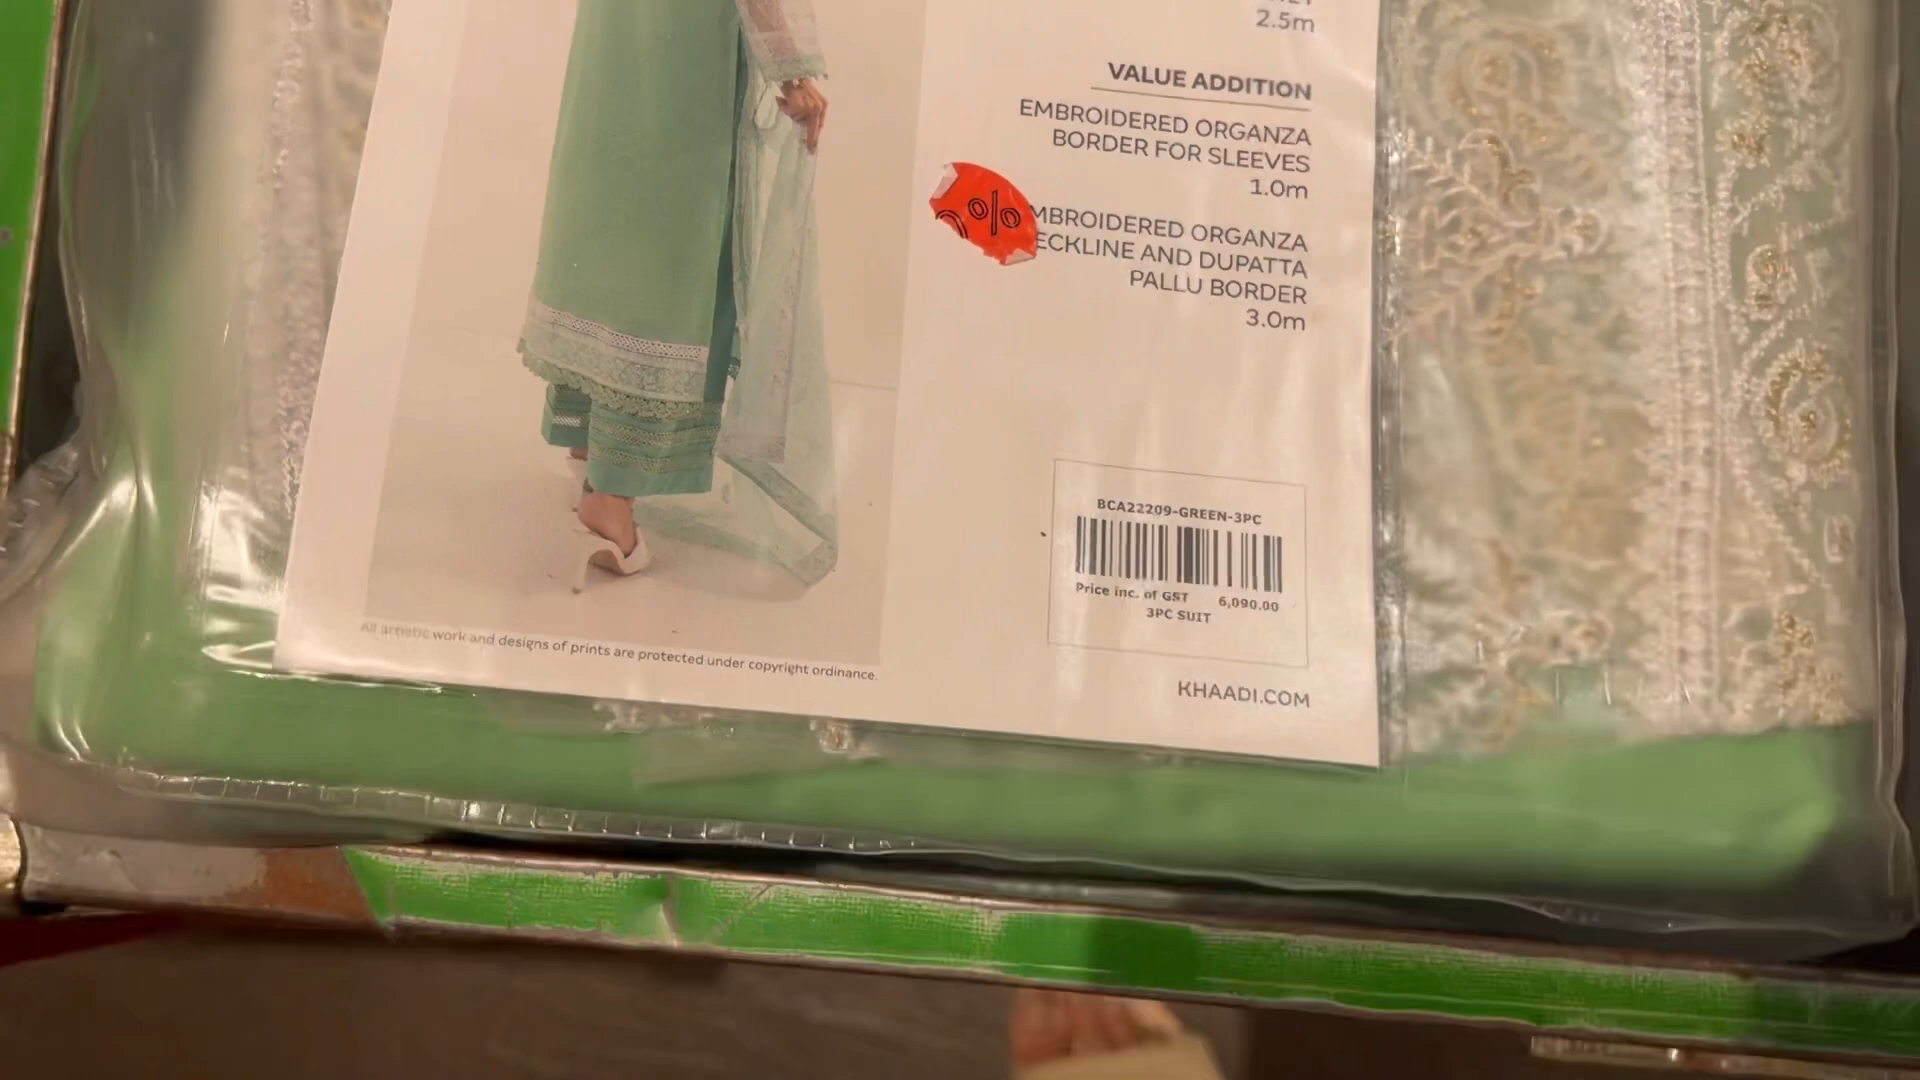 2.5m
VALUE ADDITION
EMBROIDERED ORGANZA
BORDER FOR SLEEVES
1.0m
%
MBROIDERED ORGANZA
ECKLINE AND DUPATTA
PALLU BORDER
3.0m
BCA22209-GREEN-3PC
Price inc. of GST 6,090.00
3PC SUIT
All artistic work and designs of prints are protected under copyright ordinance.
KHAADI.COM